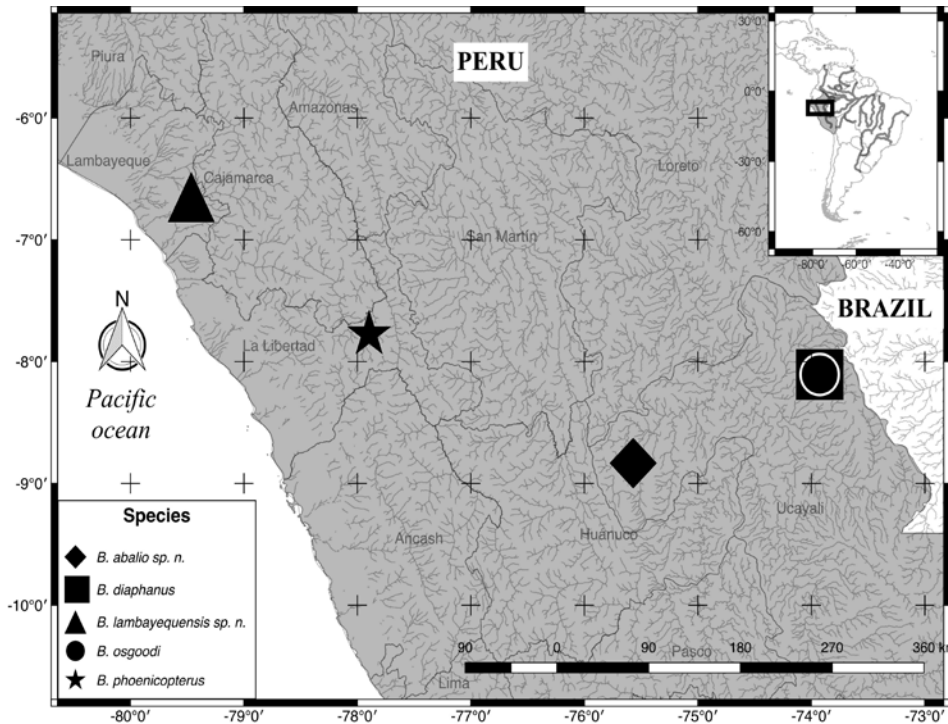 PERU
Piura
Amazonas
Lambayeque
Cajamarca
Loreto
San Martin
BRAZIL
N
La Libertad
Pacific
ocean
Ucayali
Ancash
Huanuco
Pasco
Lima
Species
B. abalio sp. n.
B. diaphanus
B. lambayequensis sp. n.
B. osgoodi
B. phoenicopterus
90 0 90 180 270 360 km
-6°0′
-7°0′
-8°0′
-9°0′
-10°0′
-80°0′ -79°0′ -78°0′ -77°0′ -76°0′ -75°0′ -74°0′ -73°0′
30°0′
0°0′
-30°0′
-60°0′
-80°0′ -60°0′ -40°0′